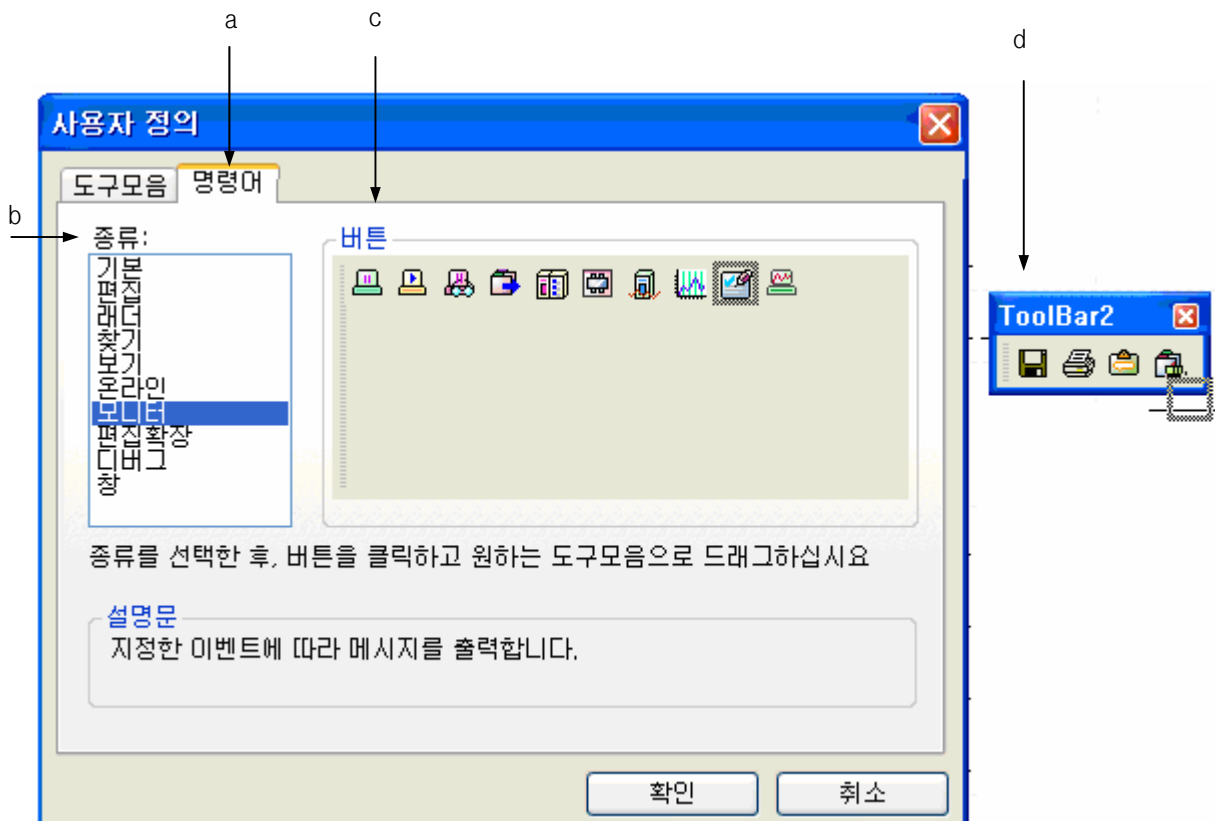 a
c
d
사용자 정의
도구모음
명령어
b
종류:
버튼
기본
편집
래더
찾기
보기
온라인
모니터
편집확장
디버그
창
ToolBar2
종류를 선택한 후, 버튼을 클릭하고 원하는 도구모음으로 드래그하십시요
설명문
지정한 이벤트에 따라 메시지를 출력합니다.
확인
취소